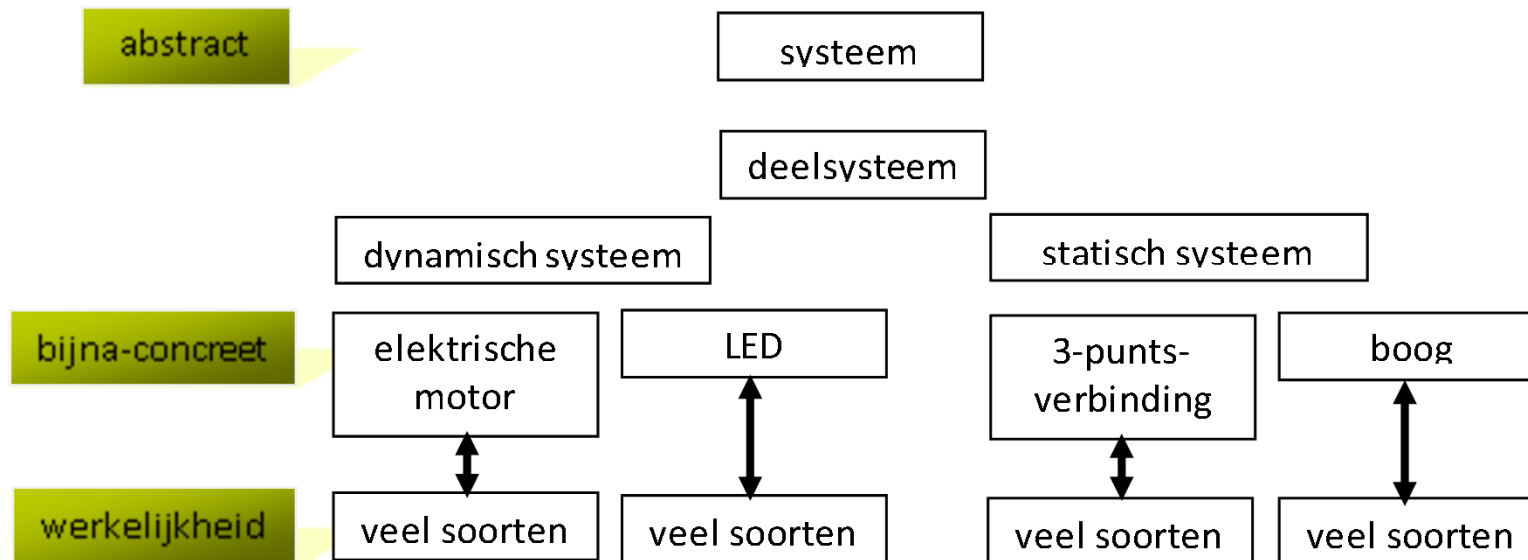 abstract
systeem
deelsysteem
dynamisch systeem
statisch systeem
bijna-concreet
elektrische
motor
LED
3-punts-
verbinding
boog
werkelijkheid
veel soorten
veel soorten
veel soorten
veel soorten